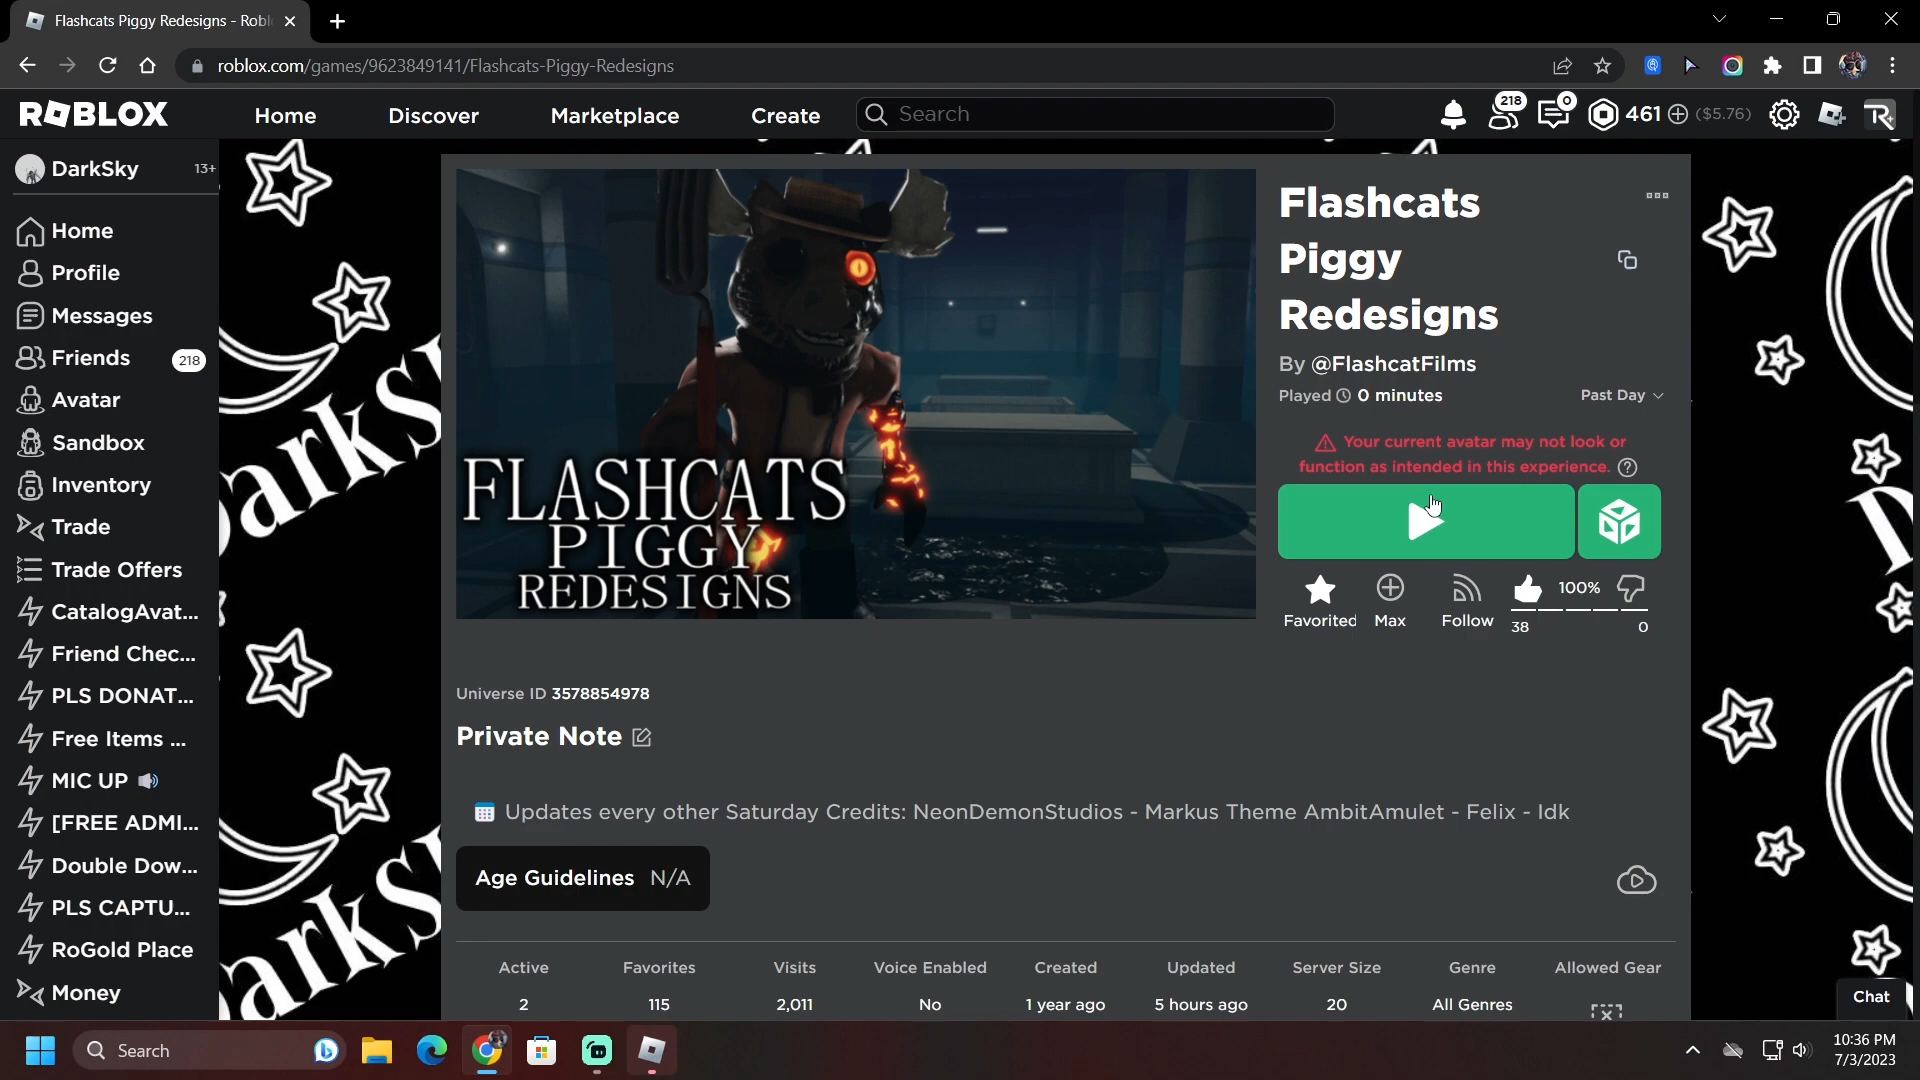 Flashcats Piggy Redesigns - Robl
roblox.com/games/9623849141/Flashcats-Piggy-Redesigns
ROBLOX
Home
Discover
Marketplace
Create
Search
218
0
461
($5.76)
DarkSky
13+
Home
Profile
Messages
Friends
218
Avatar
Sandbox
Inventory
Trade
Trade Offers
CatalogAvat...
Friend Chec...
PLS DONAT...
Free Items ...
MIC UP 🔊
[FREE ADMI...
Double Dow...
PLS CAPTU...
RoGold Place
Money
FLASHCATS
PIGGY
REDESIGNS
Flashcats
Piggy
Redesigns
By @FlashcatFilms
Played 0 minutes
Past Day
Your current avatar may not look or
function as intended in this experience.
Favorited
Max
Follow
100%
38
0
Universe ID 3578854978
Private Note
Updates every other Saturday Credits: NeonDemonStudios - Markus Theme AmbitAmulet - Felix - Idk
Age Guidelines N/A
Active
Favorites
Visits
Voice Enabled
Created
Updated
Server Size
Genre
Allowed Gear
2
115
2,011
No
1 year ago
5 hours ago
20
All Genres
Chat
Search
10:36 PM
7/3/2023